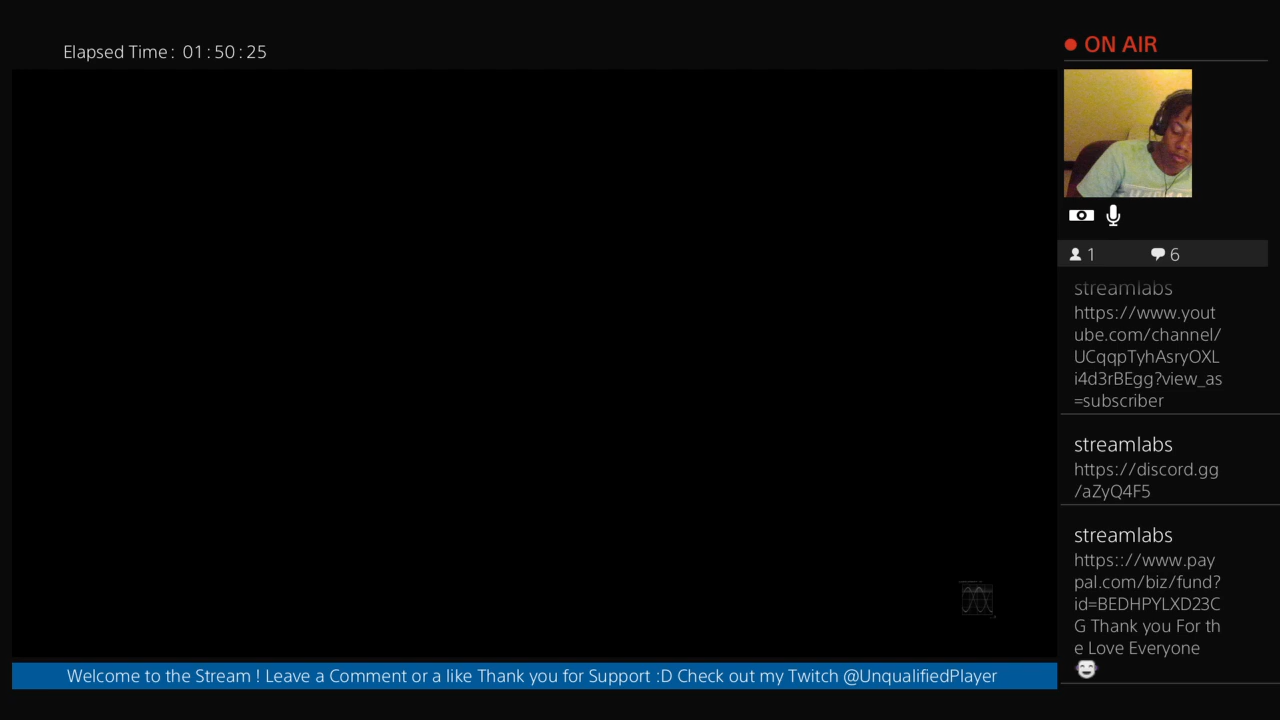 Elapsed Time: 01:50:25
ON AIR
1
6
streamlabs
https://www.yout
ube.com/channel/
UCqqpTyhAsryOXL
i4d3rBEgg?view_as
=subscriber
streamlabs
https://discord.gg
/aZyQ4F5
streamlabs
https:://www.pay
pal.com/biz/fund?
id=BEDHPYLXD23C
G Thank you For th
e Love Everyone
Welcome to the Stream ! Leave a Comment or a like Thank you for Support :D Check out my Twitch @UnqualifiedPlayer